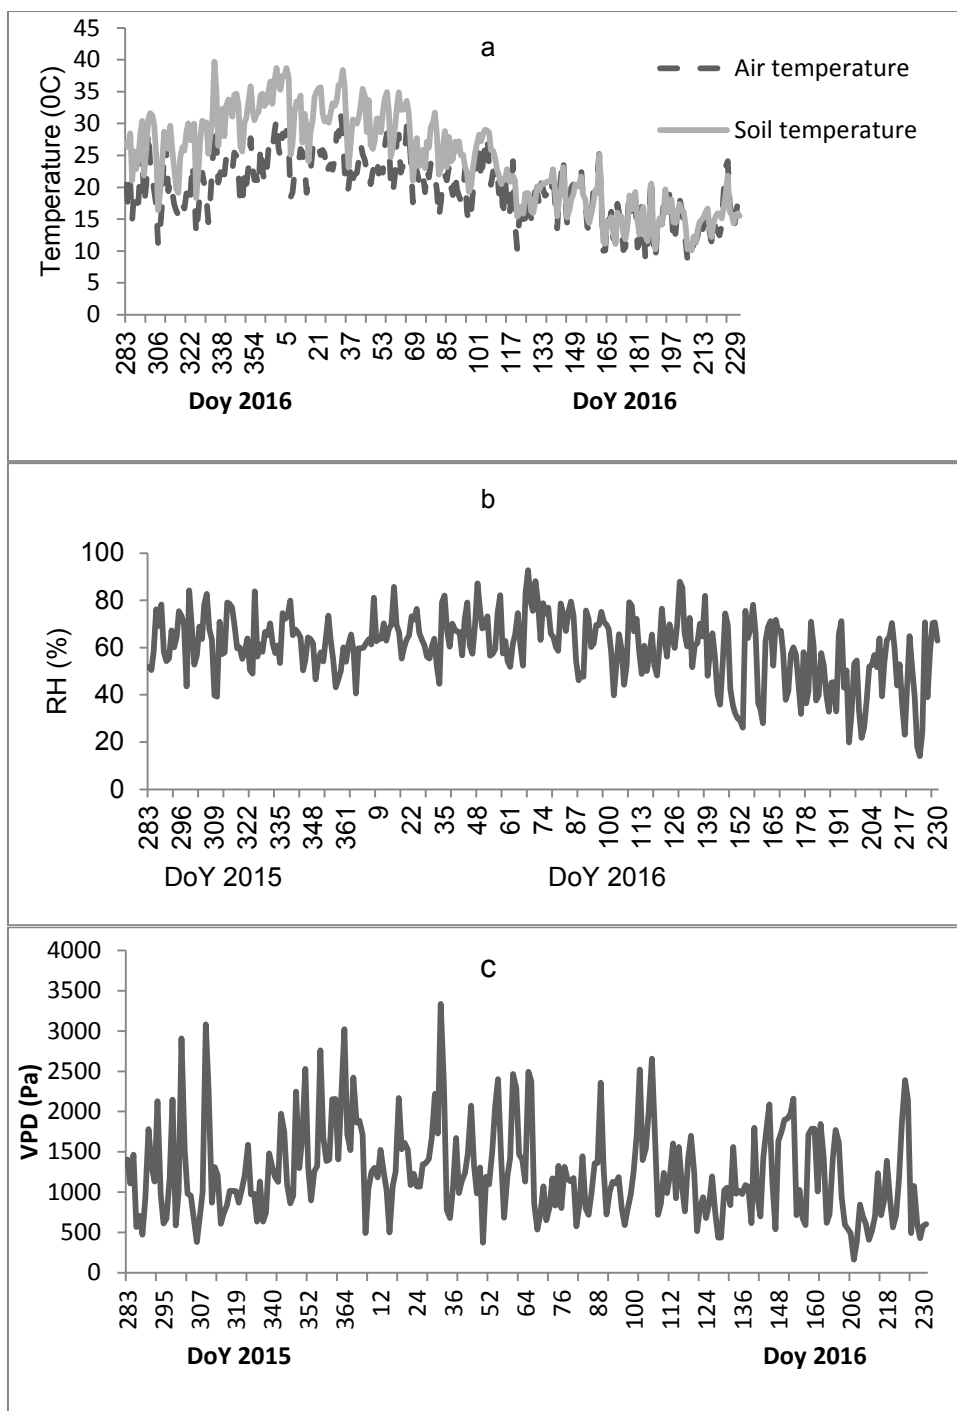 a
Air temperature
Soil temperature
Temperature (0C)
45
40
35
30
25
20
15
10
5
0
283 306 322 338 354 5 21 37 53 69 85 101 117 133 149 165 181 197 213 229
Doy 2016 DoY 2016
b
RH (%)
100
80
60
40
20
0
283 296 309 322 335 348 361 9 22 35 48 61 74 87 100 113 126 139 152 165 178 191 204 217 230
DoY 2015 DoY 2016
c
VPD (Pa)
4000
3500
3000
2500
2000
1500
1000
500
0
283 295 307 319 340 352 364 12 24 36 52 64 76 88 100 112 124 136 148 160 206 218 230
DoY 2015 Doy 2016